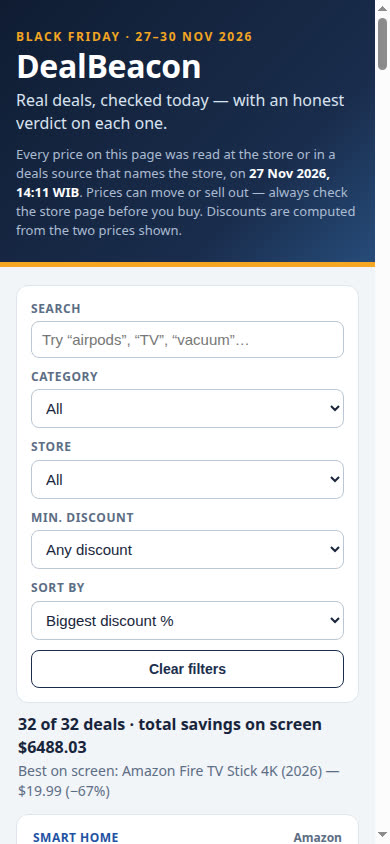 BLACK FRIDAY · 27–30 NOV 2026
DealBeacon
Real deals, checked today — with an honest
verdict on each one.
Every price on this page was read at the store or in a
deals source that names the store, on 27 Nov 2026,
14:11 WIB. Prices can move or sell out — always check
the store page before you buy. Discounts are computed
from the two prices shown.
SEARCH
Try “airpods”, “TV”, “vacuum”…
CATEGORY
All
STORE
All
MIN. DISCOUNT
Any discount
SORT BY
Biggest discount %
Clear filters
32 of 32 deals · total savings on screen
$6488.03
Best on screen: Amazon Fire TV Stick 4K (2026) —
$19.99 (−67%)
SMART HOME Amazon